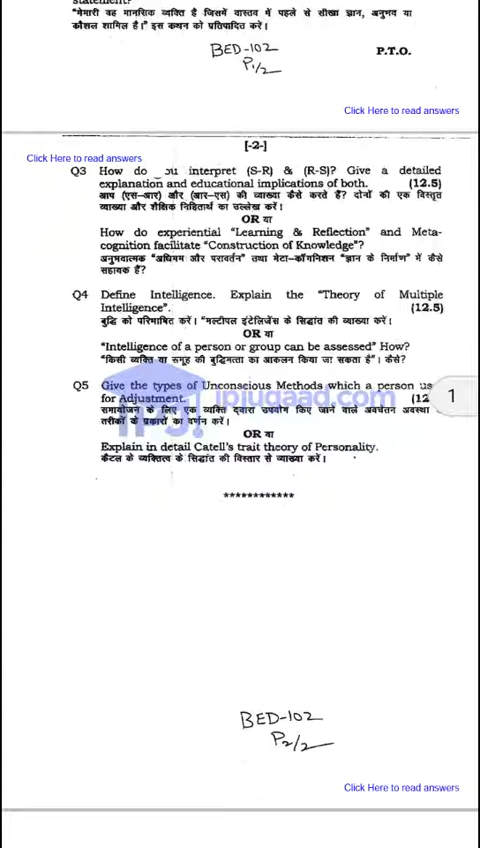 statement?
"मेमारी वह मानसिक व्यक्ति है जिसमें वास्तव में पहले से सीखा ज्ञान, अनुभव या
कौशल शामिल है।" इस कथन को प्रतिपादित करें।
BED-102
P1/2
P.T.O.
Click Here to read answers
[-2-]
Click Here to read answers
Q3 How do ou interpret (S-R) & (R-S)? Give a detailed
explanation and educational implications of both. (12.5)
आप (एस-आर) और (आर-एस) की व्याख्या कैसे करते हैं? दोनों की एक विस्तृत
व्याख्या और शैक्षिक निहितार्थ का उल्लेख करें।
OR या
How do experiential "Learning & Reflection" and Meta-
cognition facilitate "Construction of Knowledge"?
अनुभवात्मक "अधिगम और परावर्तन" तथा मेटा-कॉगनिशन "ज्ञान के निर्माण" में कैसे
सहायक हैं?
Q4 Define Intelligence. Explain the "Theory of Multiple
Intelligence". (12.5)
बुद्धि को परिभाषित करें। "मल्टीपल इंटेलिजेंस के सिद्धांत की व्याख्या करें।
OR या
"Intelligence of a person or group can be assessed" How?
"किसी व्यक्ति या समूह की बुद्धिमत्ता का आकलन किया जा सकता है"। कैसे?
Q5 Give the types of Unconscious Methods which a person us
for Adjustment. (12
1
समायोजन के लिए एक व्यक्ति द्वारा उपयोग किए जाने वाले अवचेतन अवस्था
तरीकों के प्रकारों का वर्णन करें।
ipjugaad.com
IPS
OR या
Explain in detail Catell's trait theory of Personality.
कैटल के व्यक्तित्व के सिद्धांत की विस्तार से व्याख्या करें।
************
BED-102
P2/2
Click Here to read answers